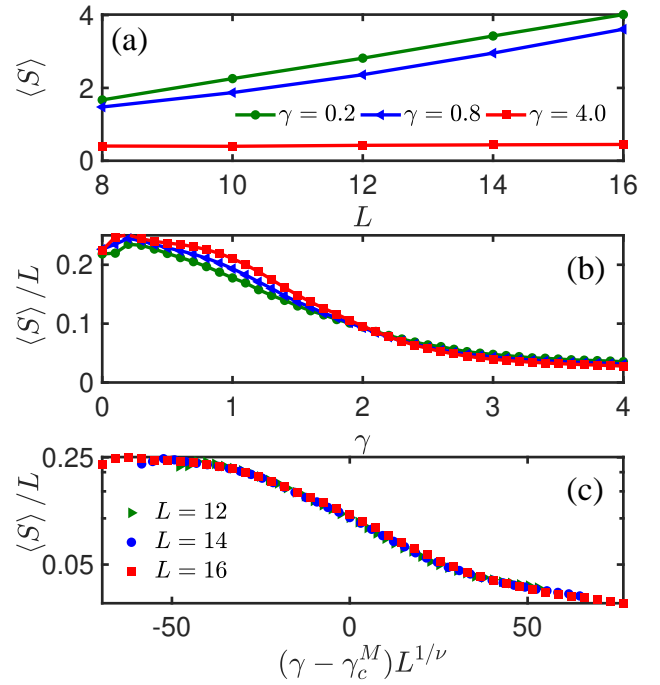 4
(a)
⟨S⟩
2
γ = 0.2 γ = 0.8 γ = 4.0
0
8 10 12 14 16
L
0.2
(b)
⟨S⟩ / L
0.1
0
0 1 2 3 4
γ
0.25
(c)
⟨S⟩ / L
L = 12
L = 14
L = 16
0.05
-50 0 50
(γ − γ_c^M)L^{1/ν}